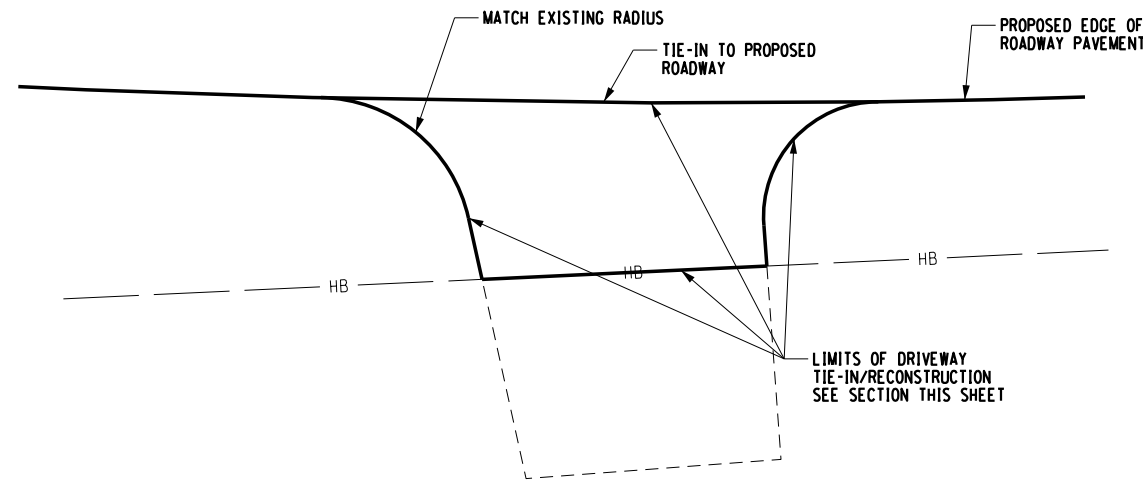 MATCH EXISTING RADIUS
TIE-IN TO PROPOSED
ROADWAY
PROPOSED EDGE OF
ROADWAY PAVEMENT
HB
HB
HB
LIMITS OF DRIVEWAY
TIE-IN/RECONSTRUCTION
SEE SECTION THIS SHEET